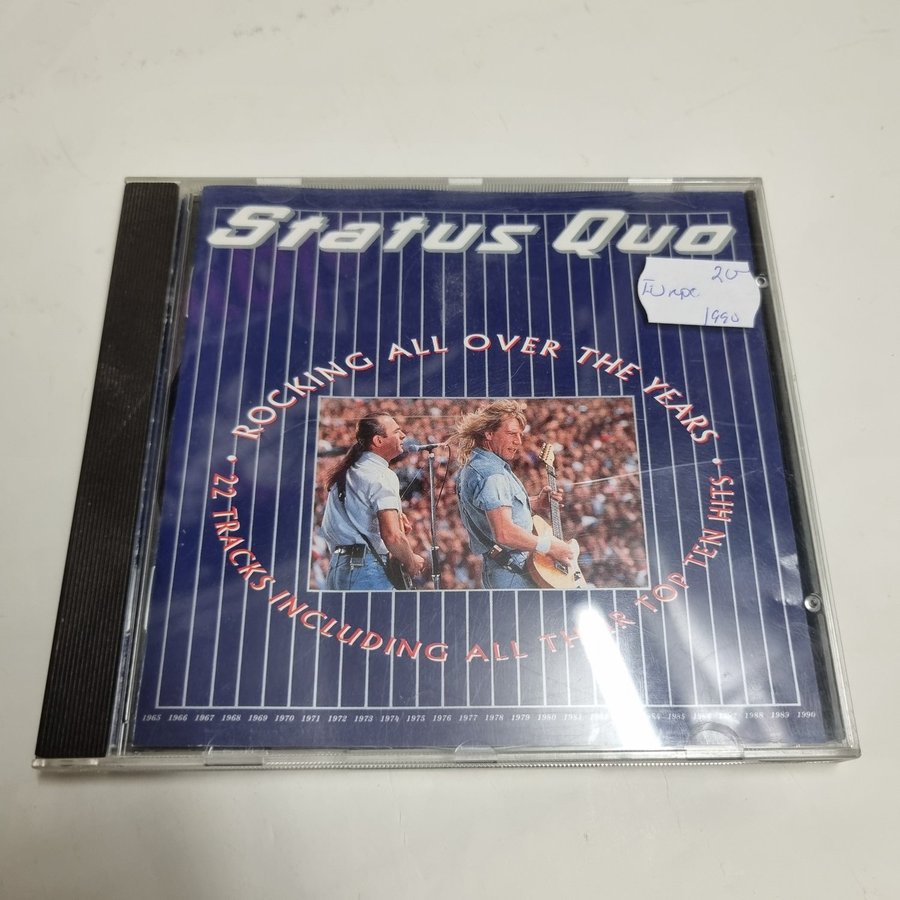 Status Quo
20
Europe
1990
ROCKING ALL OVER THE YEARS
• 22 TRACKS INCLUDING ALL THEIR TOP TEN HITS •
1965 1966 1967 1968 1969 1970 1971 1972 1973 1974 1975 1976 1977 1978 1979 1980 1981 1984 1985 1986 1987 1988 1989 1990